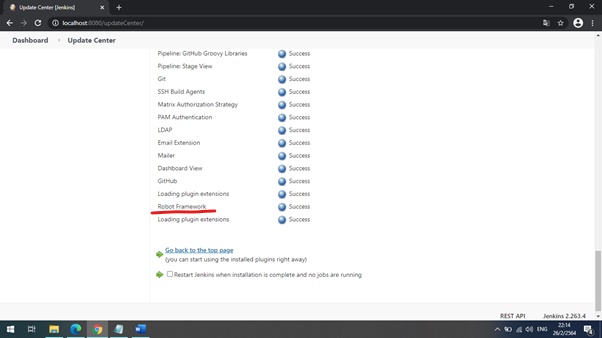 Update Center [Jenkins]
localhost:8080/updateCenter/
Dashboard Update Center
Pipeline: GitHub Groovy Libraries Success
Pipeline: Stage View Success
Git Success
SSH Build Agents Success
Matrix Authorization Strategy Success
PAM Authentication Success
LDAP Success
Email Extension Success
Mailer Success
Dashboard View Success
GitHub Success
Loading plugin extensions Success
Robot Framework Success
Loading plugin extensions Success
Go back to the top page
(you can start using the installed plugins right away)
Restart Jenkins when installation is complete and no jobs are running
REST API Jenkins 2.263.4
ENG
22:14
26/2/2564